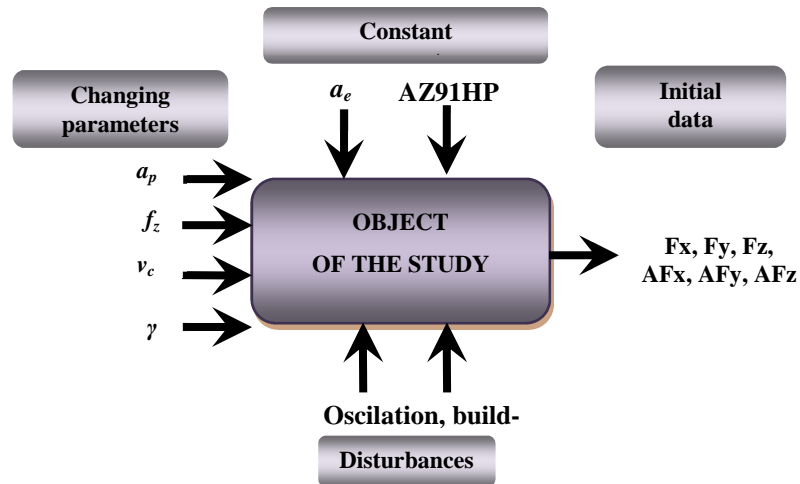 Constant
Changing
parameters
Initial
data
a_e AZ91HP
a_p
f_z
v_c
γ
OBJECT
OF THE STUDY
Fx, Fy, Fz,
AFx, AFy, AFz
Oscilation, build-
Disturbances